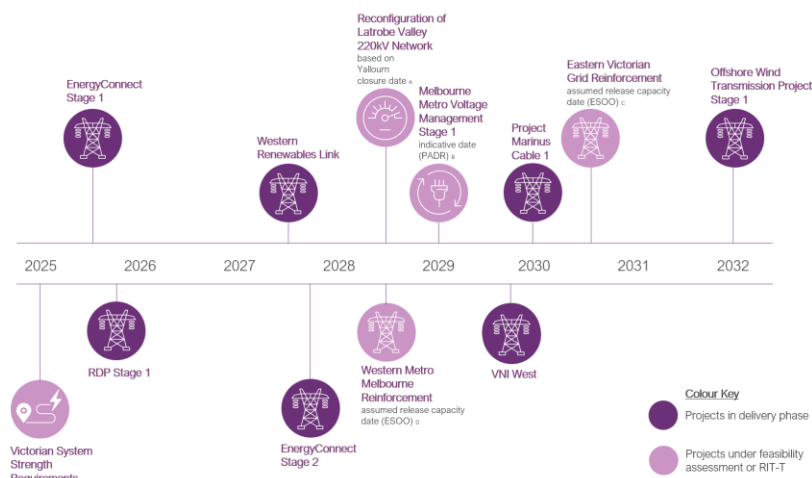 Reconfiguration of
Latrobe Valley
220kV Network
based on
Yallourn
closure date A
EnergyConnect
Stage 1
Western
Renewables Link
Melbourne
Metro Voltage
Management
Stage 1
indicative date
(PADR) B
Project
Marinus
Cable 1
Eastern Victorian
Grid Reinforcement
assumed release capacity
date (ESOO) C
Offshore Wind
Transmission Project
Stage 1
2025 2026 2027 2028 2029 2030 2031 2032
RDP Stage 1
Victorian System
Strength
Requirements
EnergyConnect
Stage 2
Western Metro
Melbourne
Reinforcement
assumed release capacity
date (ESOO) D
VNI West
Colour Key
Projects in delivery phase
Projects under feasibility
assessment or RIT-T